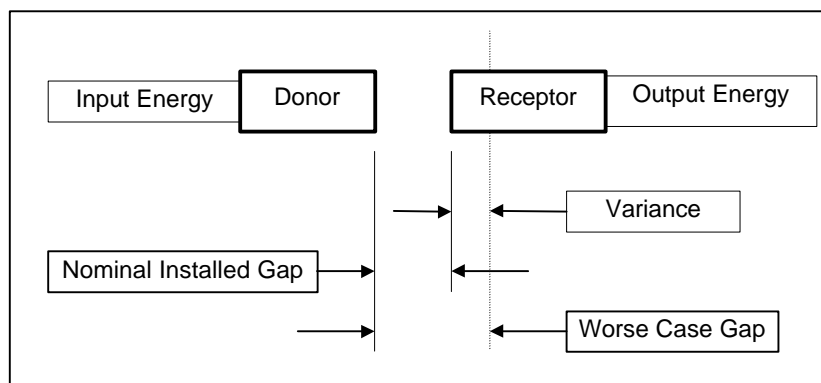 Input Energy
Donor
Receptor
Output Energy
Variance
Nominal Installed Gap
Worse Case Gap